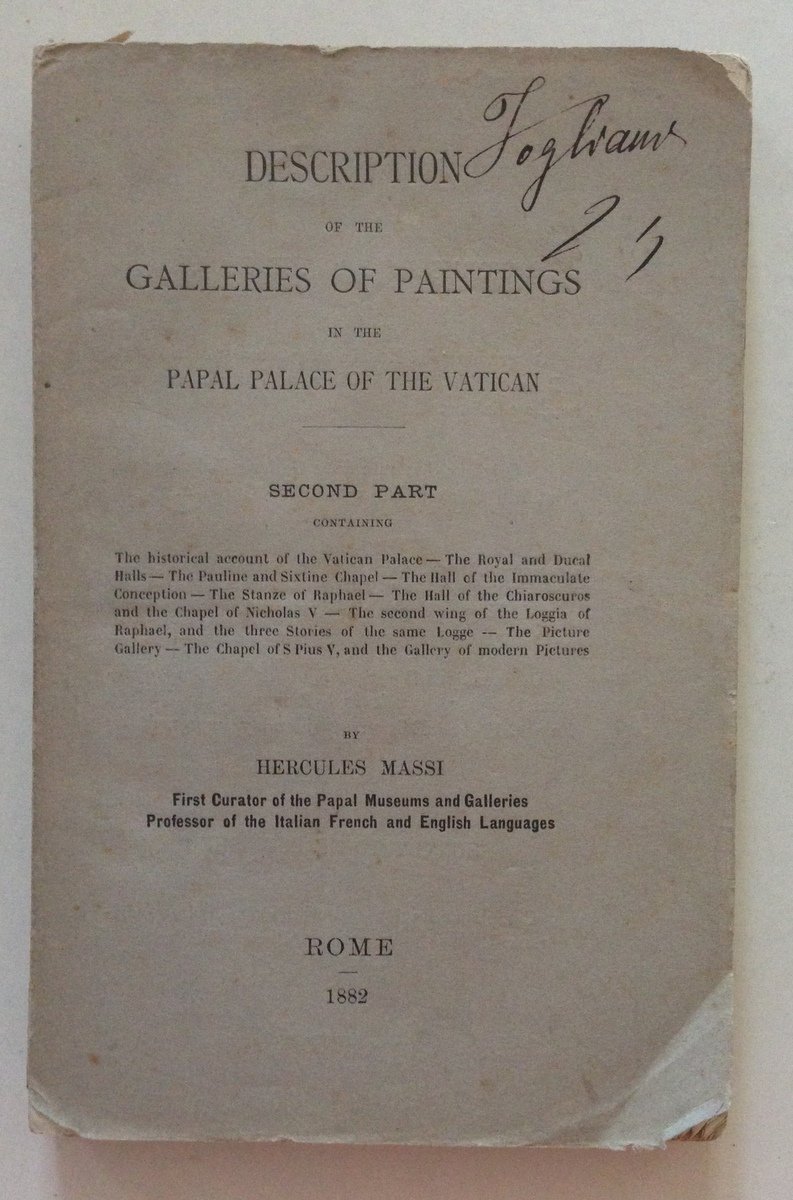 DESCRIPTION
OF THE
GALLERIES OF PAINTINGS
IN THE
PAPAL PALACE OF THE VATICAN
SECOND PART
CONTAINING
The historical account of the Vatican Palace — The Royal and Ducal
Halls — The Pauline and Sixtine Chapel — The Hall of the Immaculate
Conception — The Stanze of Raphael — The Hall of the Chiaroscuros
and the Chapel of Nicholas V — The second wing of the Loggia of
Raphael, and the three Stories of the same Logge — The Picture
Gallery — The Chapel of S Pius V, and the Gallery of modern Pictures
BY
HERCULES MASSI
First Curator of the Papal Museums and Galleries
Professor of the Italian French and English Languages
ROME
1882